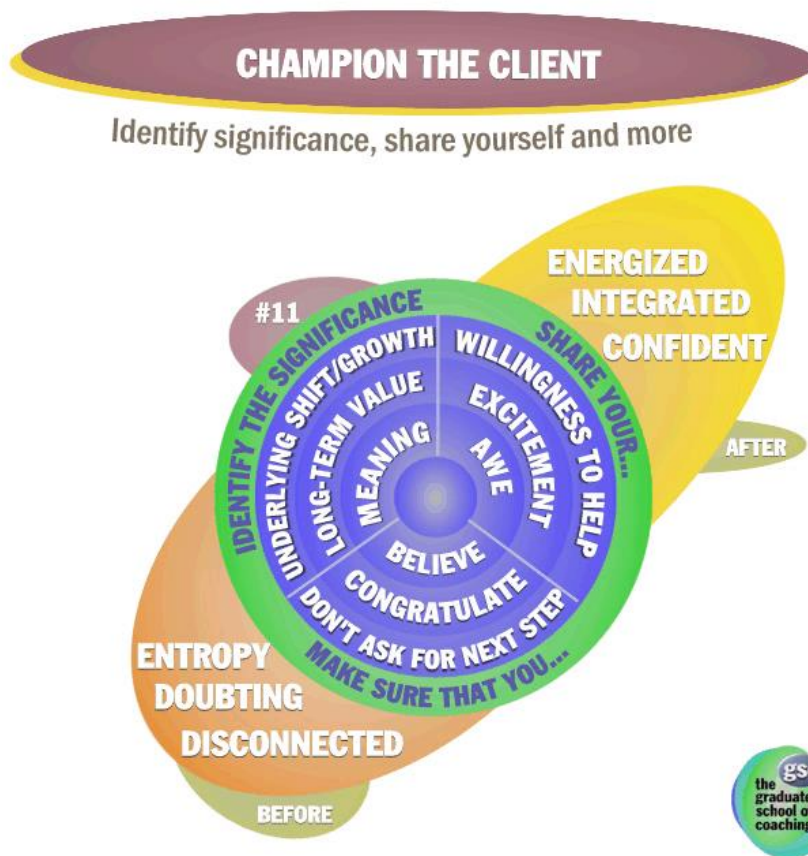 CHAMPION THE CLIENT
Identify significance, share yourself and more
#11
IDENTIFY THE SIGNIFICANCE
UNDERLYING SHIFT/GROWTH
LONG-TERM VALUE
MEANING
SHARE YOUR...
WILLINGNESS TO HELP
EXCITEMENT
AWE
BELIEVE
CONGRATULATE
DON'T ASK FOR NEXT STEP
MAKE SURE THAT YOU...
ENERGIZED
INTEGRATED
CONFIDENT
AFTER
ENTROPY
DOUBTING
DISCONNECTED
BEFORE
gs
the
graduate
school o
coaching